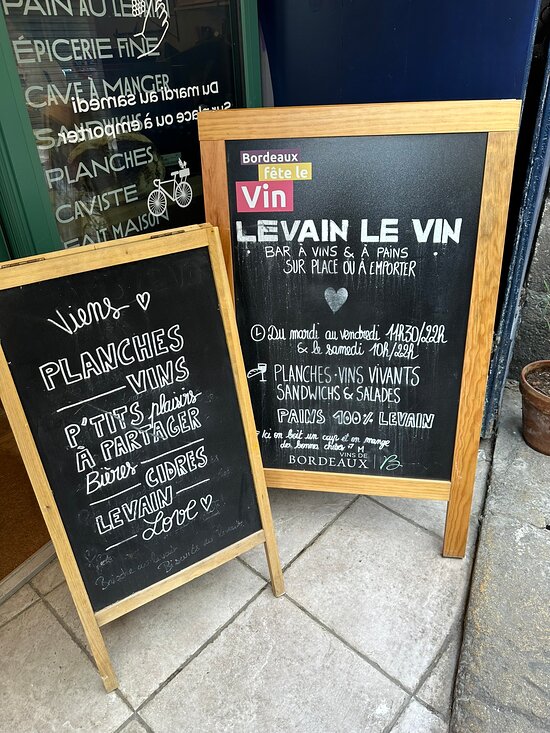 PAIN AU LE
ÉPICERIE FINE
CAVE À MANGER
Du mardi au samedi
Sur place ou à emporter
SANDWICHS
PLANCHES
CAVISTE
FAIT MAISON
Bordeaux
fête le
Vin
LEVAIN LE VIN
BAR À VINS & À PAINS
SUR PLACE OU À EMPORTER
Du mardi au vendredi 11H30/22h
& le samedi 10h/22h
PLANCHES - VINS VIVANTS
SANDWICHS & SALADES
PAINS 100% LEVAIN
Ici on boit un cup et on mange
des bonnes choses
VINS DE
BORDEAUX B
Viens
PLANCHES
VINS
P'TITS plaisirs
À PARTAGER
Bières CIDRES
LEVAIN
Love